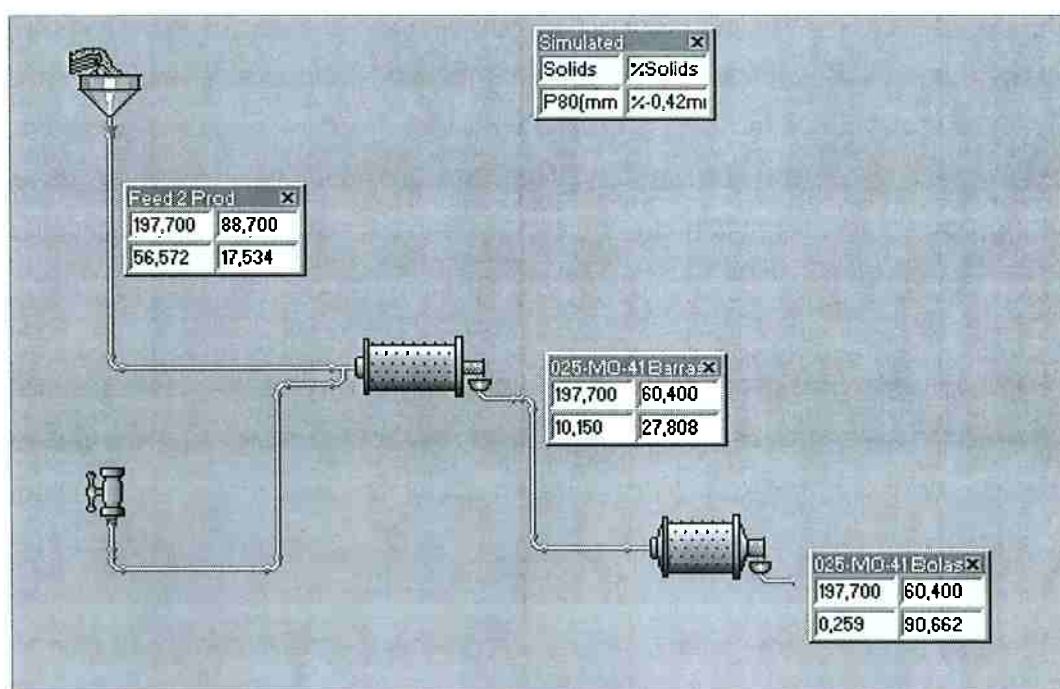 Simulated
Solids %Solids
P80(mm %-0,42m
Feed 2 Prod
197,700 88,700
56,572 17,534
025-MO-41 Barras
197,700 60,400
10,150 27,808
025-MO-41 Bolas
197,700 60,400
0,259 90,662